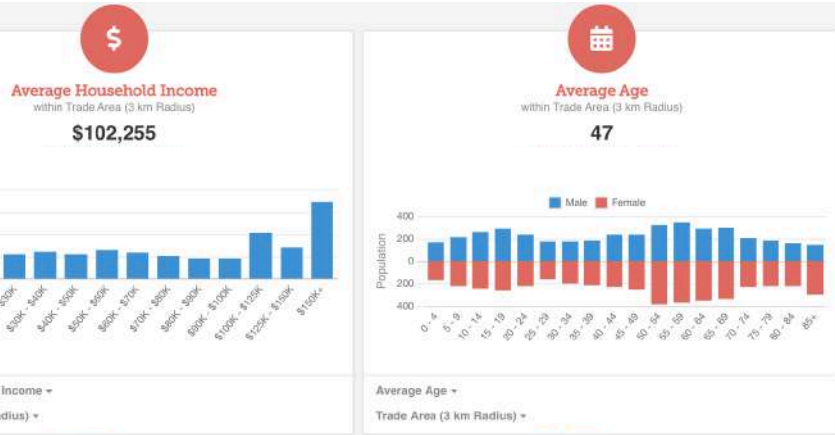 $
Average Household Income
within Trade Area (3 km Radius)
$102,255
$30K
$30K - $40K
$40K - $50K
$50K - $60K
$60K - $70K
$70K - $80K
$80K - $90K
$90K - $100K
$100K - $125K
$125K - $150K
$150K+
Income
dius)
Average Age
within Trade Area (3 km Radius)
47
Male Female
Population
400
200
0
200
400
0 - 4
5 - 9
10 - 14
15 - 19
20 - 24
25 - 29
30 - 34
35 - 39
40 - 44
45 - 49
50 - 54
55 - 59
60 - 64
65 - 69
70 - 74
75 - 79
80 - 84
85+
Average Age
Trade Area (3 km Radius)